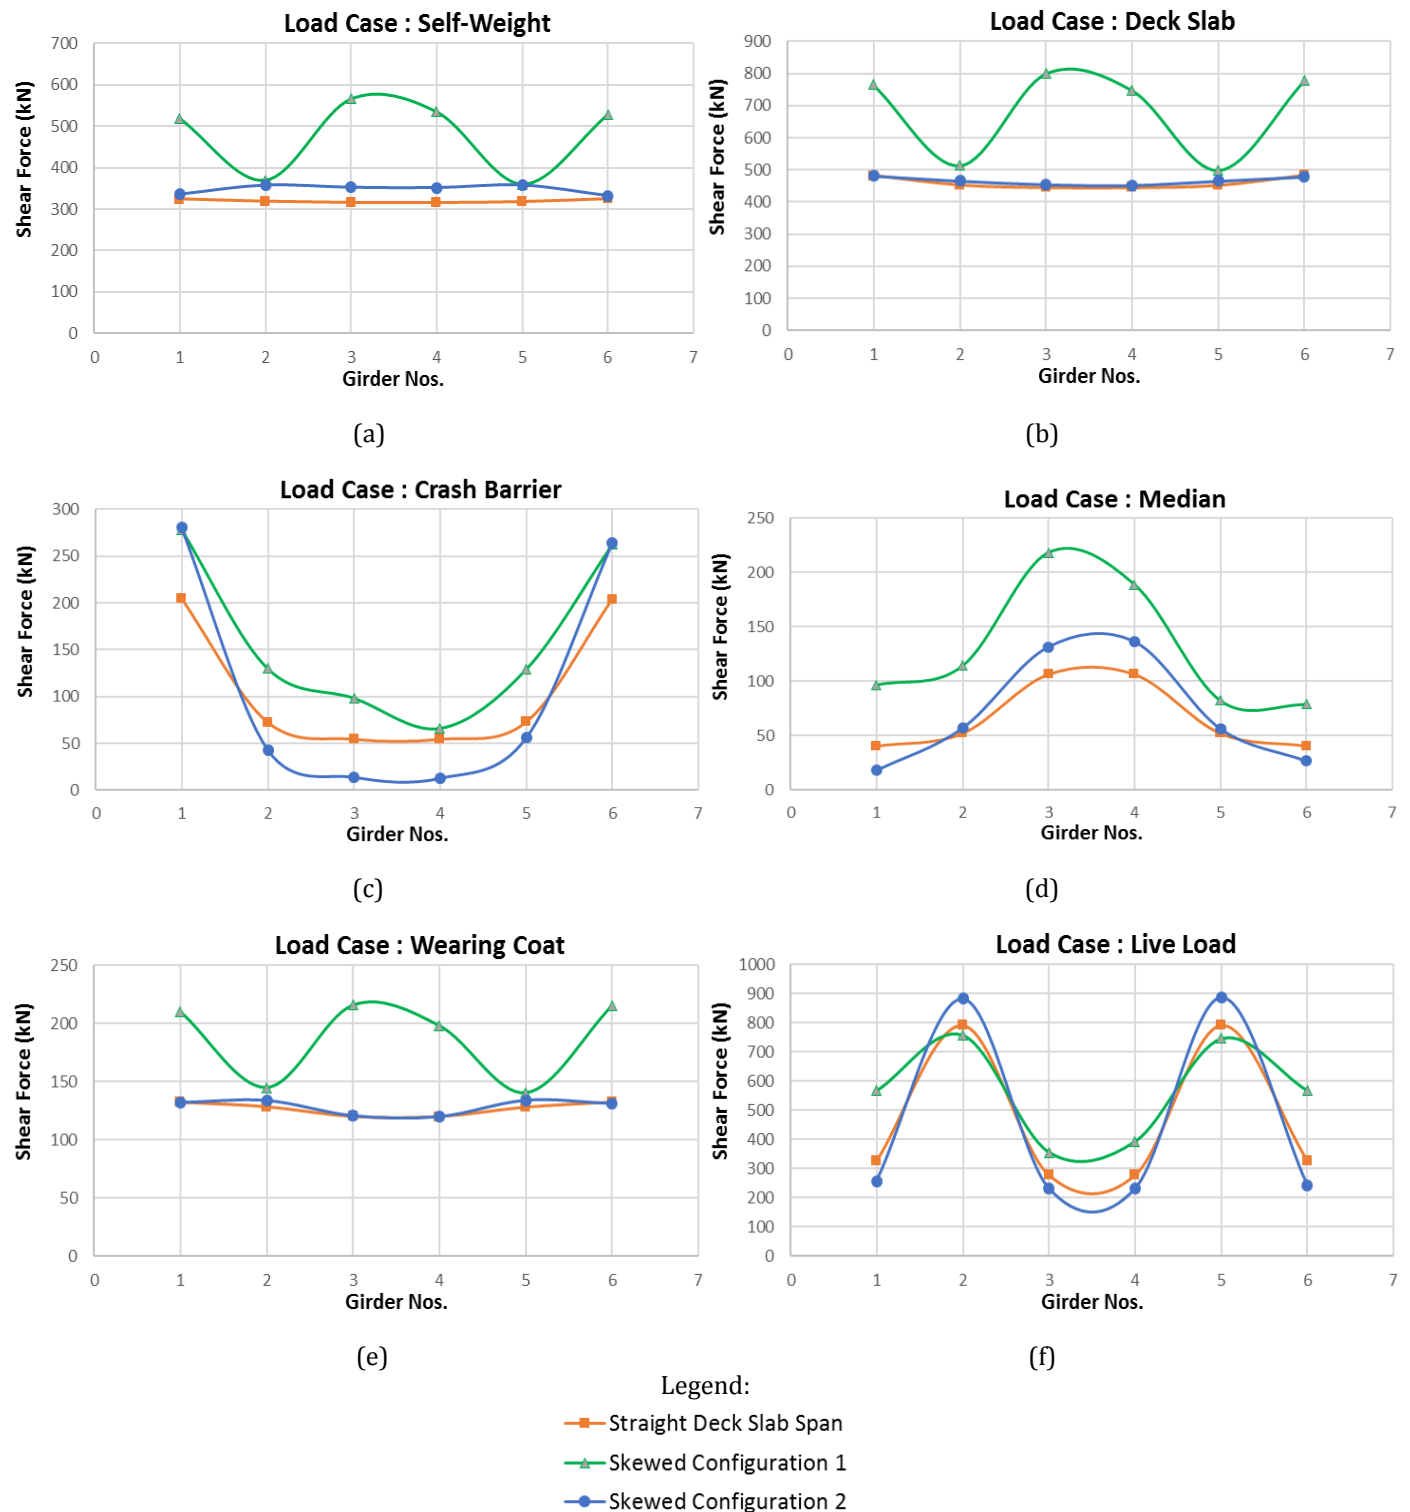 Load Case : Self-Weight
Shear Force (kN)
700
600
500
400
300
200
100
0
0 1 2 3 4 5 6 7
Girder Nos.
(a)
Load Case : Deck Slab
Shear Force (kN)
900
800
700
600
500
400
300
200
100
0
0 1 2 3 4 5 6 7
Girder Nos.
(b)
Load Case : Crash Barrier
Shear Force (kN)
300
250
200
150
100
50
0
0 1 2 3 4 5 6 7
Girder Nos.
(c)
Load Case : Median
Shear Force (kN)
250
200
150
100
50
0
0 1 2 3 4 5 6 7
Girder Nos.
(d)
Load Case : Wearing Coat
Shear Force (kN)
250
200
150
100
50
0
0 1 2 3 4 5 6 7
Girder Nos.
(e)
Load Case : Live Load
Shear Force (kN)
1000
900
800
700
600
500
400
300
200
100
0
0 1 2 3 4 5 6 7
Girder Nos.
(f)
Legend:
Straight Deck Slab Span
Skewed Configuration 1
Skewed Configuration 2